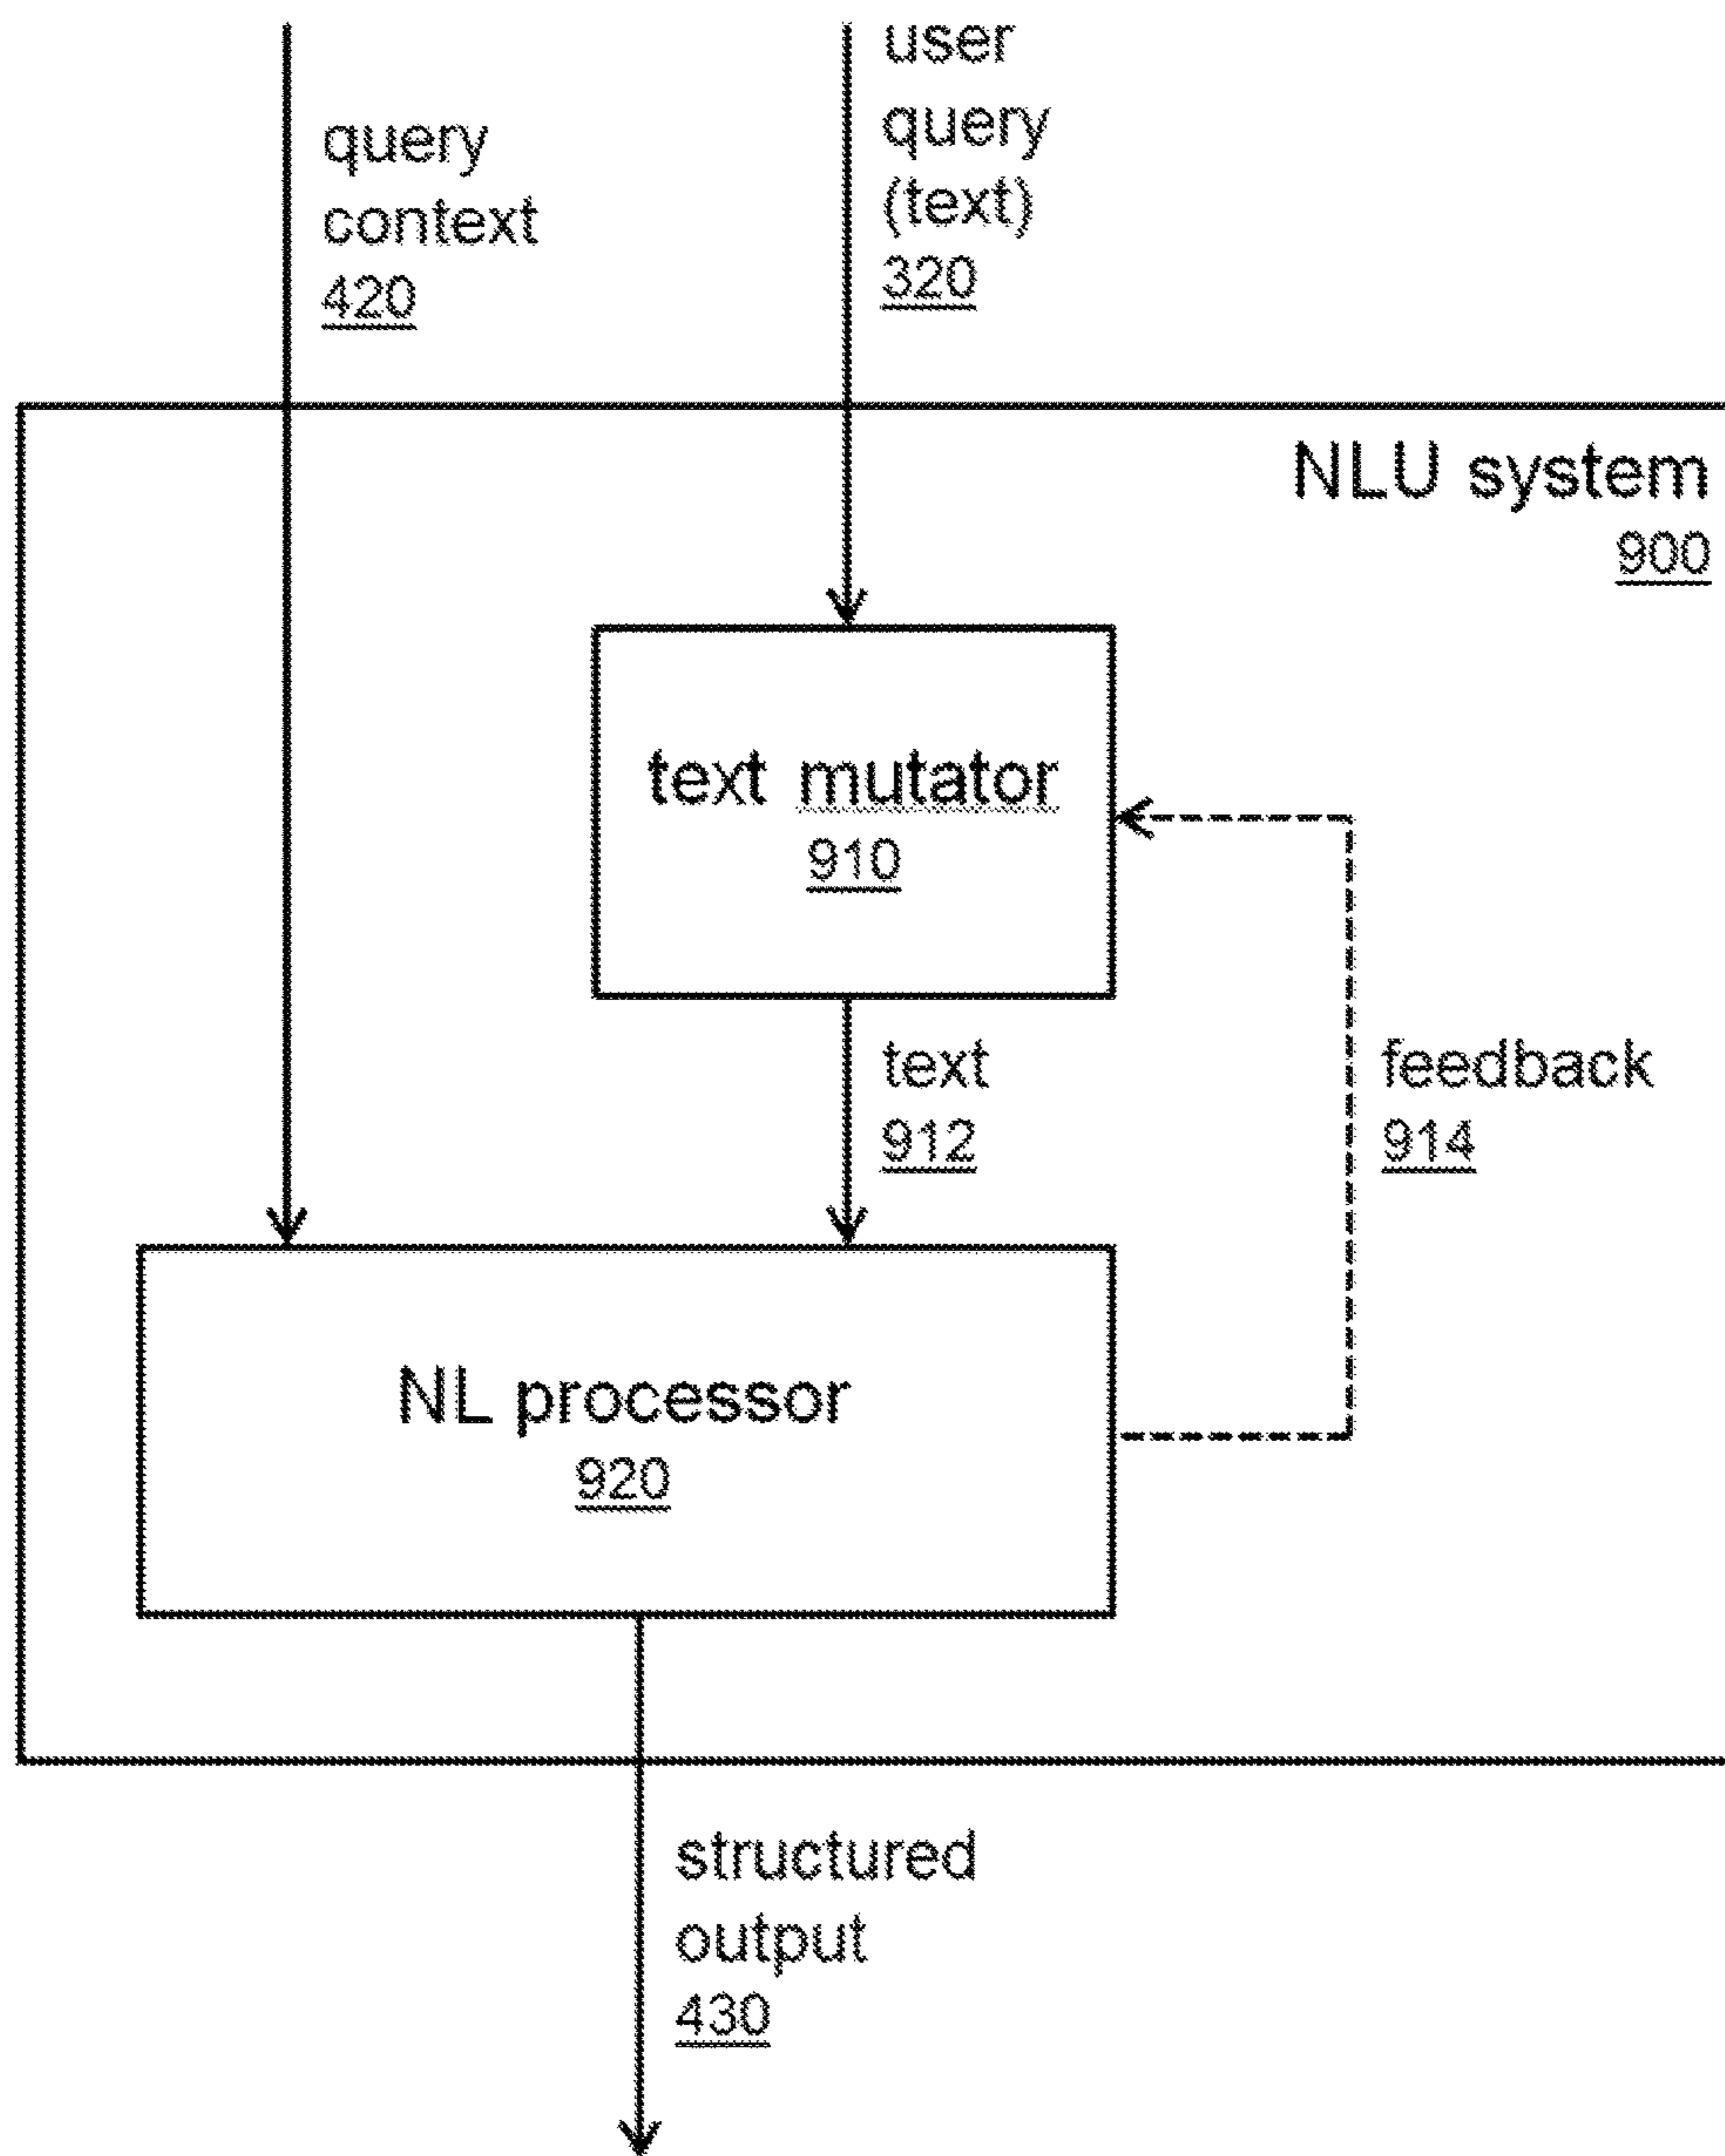 user
query
(text)
320
query
context
420
NLU system
900
text mutator
910
text
912
feedback
914
NL processor
920
structured
output
430